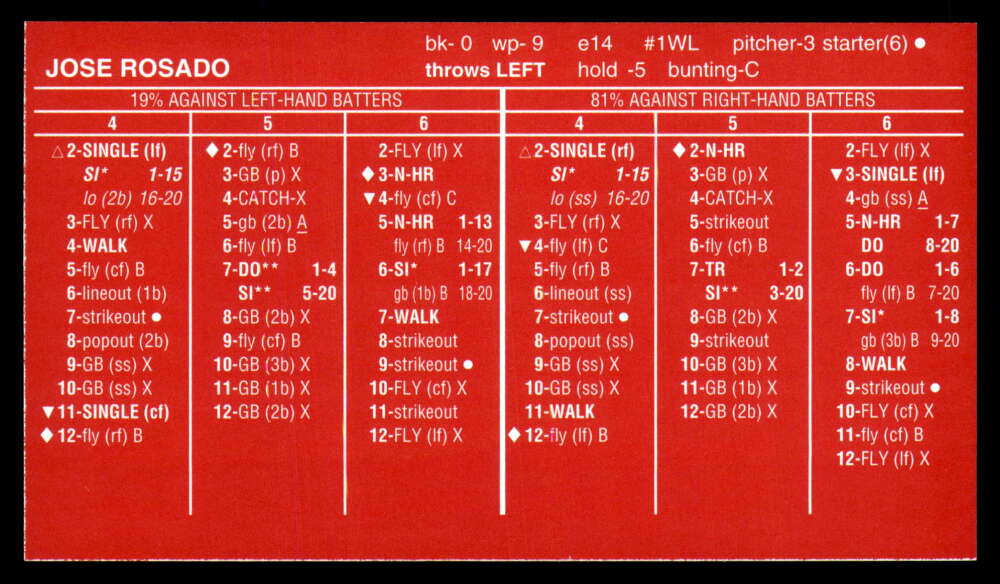 bk- 0 wp- 9 e14 #1WL pitcher-3 starter(6) ●
JOSE ROSADO throws LEFT hold -5 bunting-C
19% AGAINST LEFT-HAND BATTERS
4
△2-SINGLE (lf)
SI* 1-15
lo (2b) 16-20
3-FLY (rf) X
4-WALK
5-fly (cf) B
6-lineout (1b)
7-strikeout ●
8-popout (2b)
9-GB (ss) X
10-GB (ss) X
▼11-SINGLE (cf)
◆12-fly (rf) B
5
◆2-fly (rf) B
3-GB (p) X
4-CATCH-X
5-gb (2b) A
6-fly (lf) B
7-DO** 1-4
SI** 5-20
8-GB (2b) X
9-fly (cf) B
10-GB (3b) X
11-GB (1b) X
12-GB (2b) X
6
2-FLY (lf) X
◆3-N-HR
▼4-fly (cf) C
5-N-HR 1-13
fly (rf) B 14-20
6-SI* 1-17
gb (1b) B 18-20
7-WALK
8-strikeout
9-strikeout ●
10-FLY (cf) X
11-strikeout
12-FLY (lf) X
81% AGAINST RIGHT-HAND BATTERS
4
△2-SINGLE (rf)
SI* 1-15
lo (ss) 16-20
3-FLY (rf) X
▼4-fly (lf) C
5-fly (rf) B
6-lineout (ss)
7-strikeout ●
8-popout (ss)
9-GB (ss) X
10-GB (ss) X
11-WALK
◆12-fly (lf) B
5
◆2-N-HR
3-GB (p) X
4-CATCH-X
5-strikeout
6-fly (cf) B
7-TR 1-2
SI** 3-20
8-GB (2b) X
9-strikeout
10-GB (3b) X
11-GB (1b) X
12-GB (2b) X
6
2-FLY (lf) X
▼3-SINGLE (lf)
4-gb (ss) A
5-N-HR 1-7
DO 8-20
6-DO 1-6
fly (lf) B 7-20
7-SI* 1-8
gb (3b) B 9-20
8-WALK
9-strikeout ●
10-FLY (cf) X
11-fly (cf) B
12-FLY (lf) X